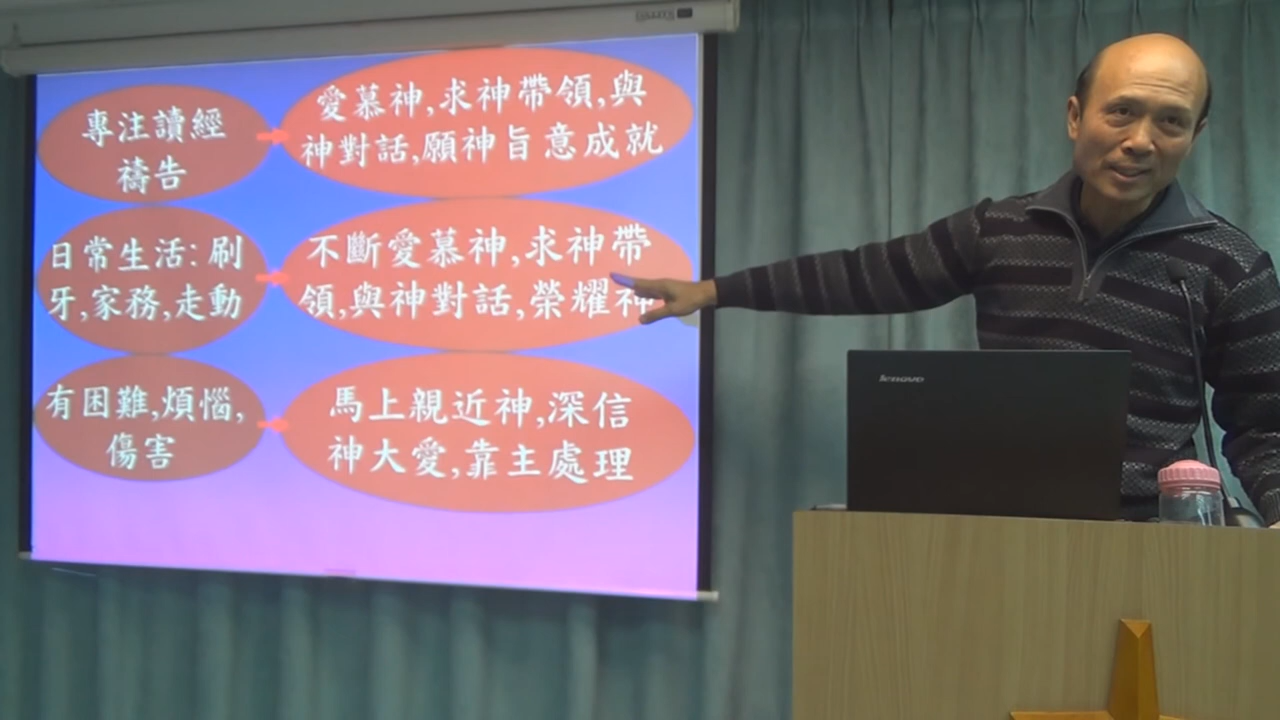 專注讀經
禱告
愛慕神,求神帶領,與
神對話,願神旨意成就
日常生活: 刷
牙,家務,走動
不斷愛慕神,求神帶
領,與神對話,榮耀神
有困難,煩惱,
傷害
馬上親近神,深信
神大愛,靠主處理
lenovo